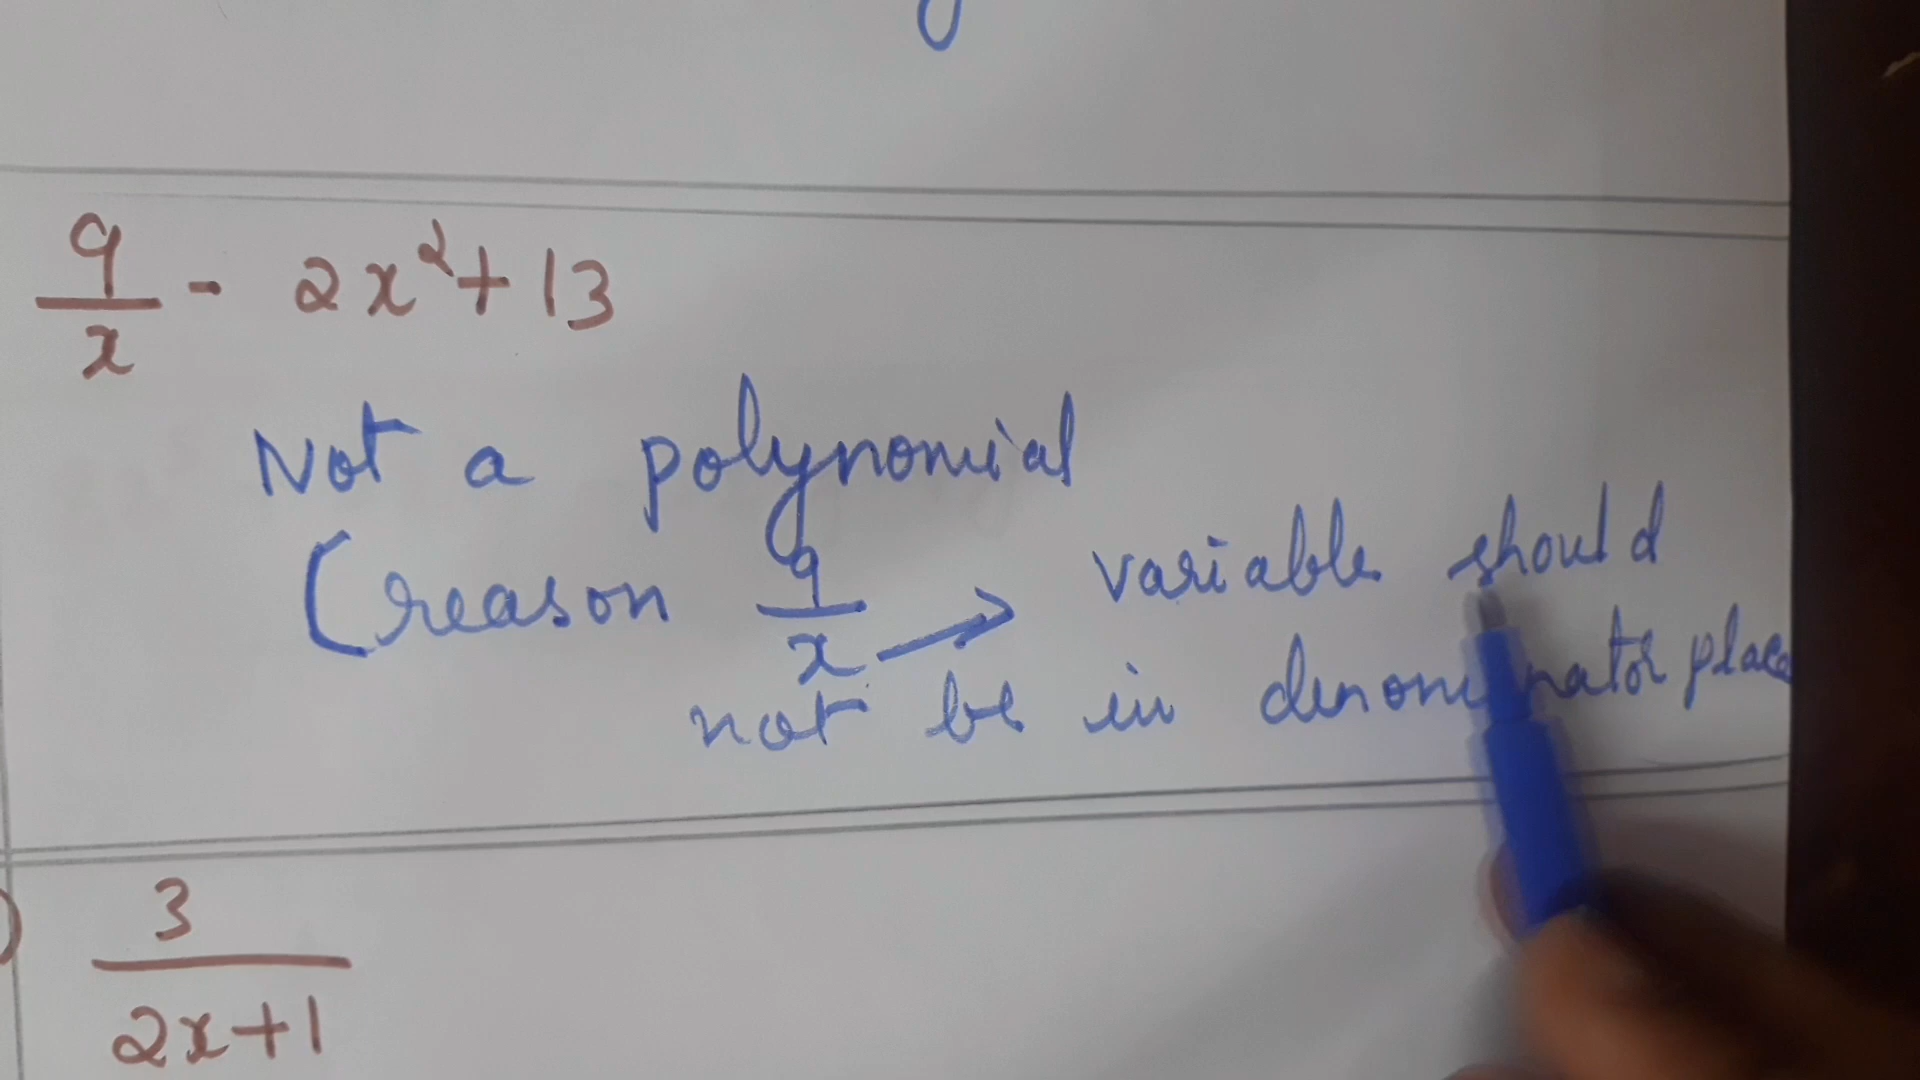 9/x - 2x² + 13
Not a polynomial
(reason 9/x → variable should
not be in denominator place
3/(2x+1)